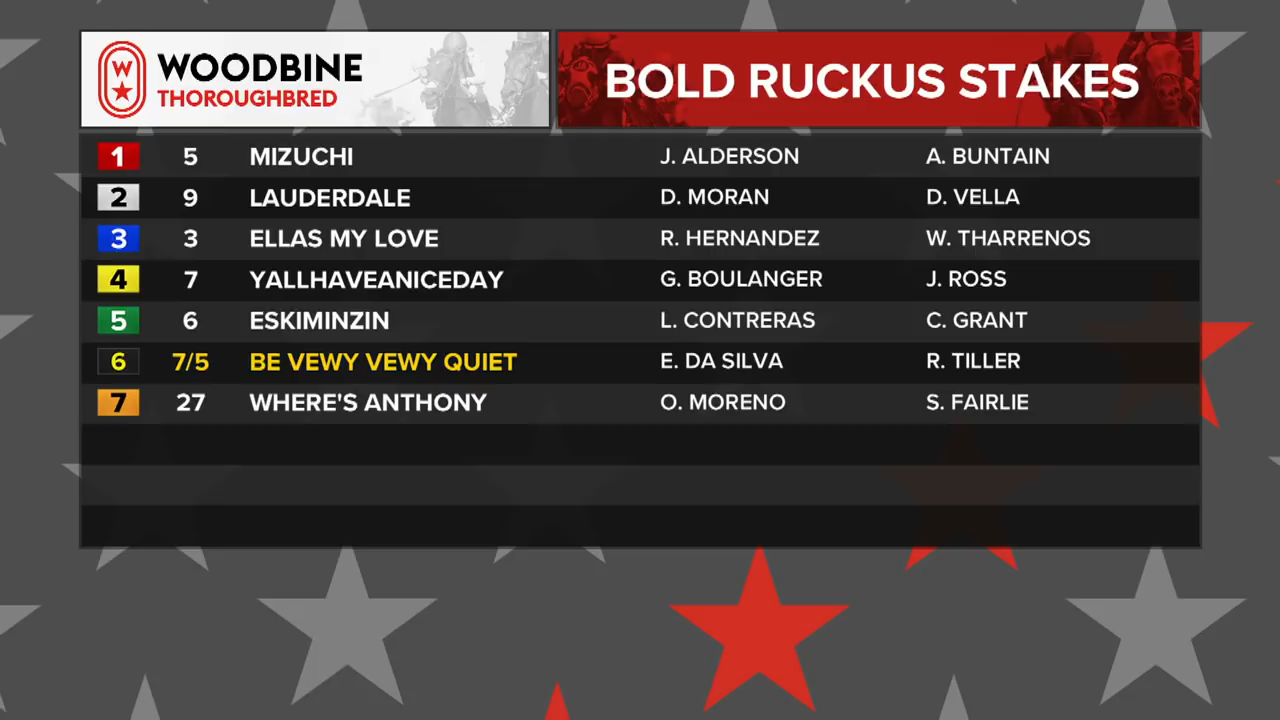 W
WOODBINE
THOROUGHBRED
BOLD RUCKUS STAKES
1 5 MIZUCHI J. ALDERSON A. BUNTAIN
2 9 LAUDERDALE D. MORAN D. VELLA
3 3 ELLAS MY LOVE R. HERNANDEZ W. THARRENOS
4 7 YALLHAVEANICEDAY G. BOULANGER J. ROSS
5 6 ESKIMINZIN L. CONTRERAS C. GRANT
6 7/5 BE VEWY VEWY QUIET E. DA SILVA R. TILLER
7 27 WHERE'S ANTHONY O. MORENO S. FAIRLIE